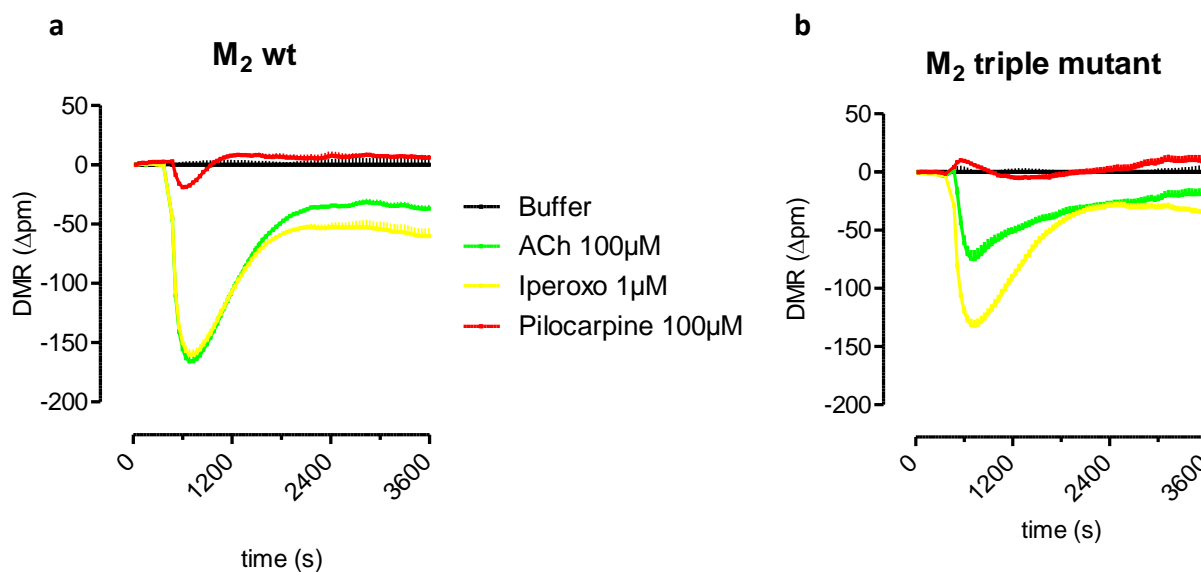 a
M2 wt
50
0
-50
-100
-150
-200
DMR (Δpm)
0
1200
2400
3600
time (s)
Buffer
ACh 100µM
Iperoxo 1µM
Pilocarpine 100µM
b
M2 triple mutant
50
0
-50
-100
-150
-200
DMR (Δpm)
0
1200
2400
3600
time (s)